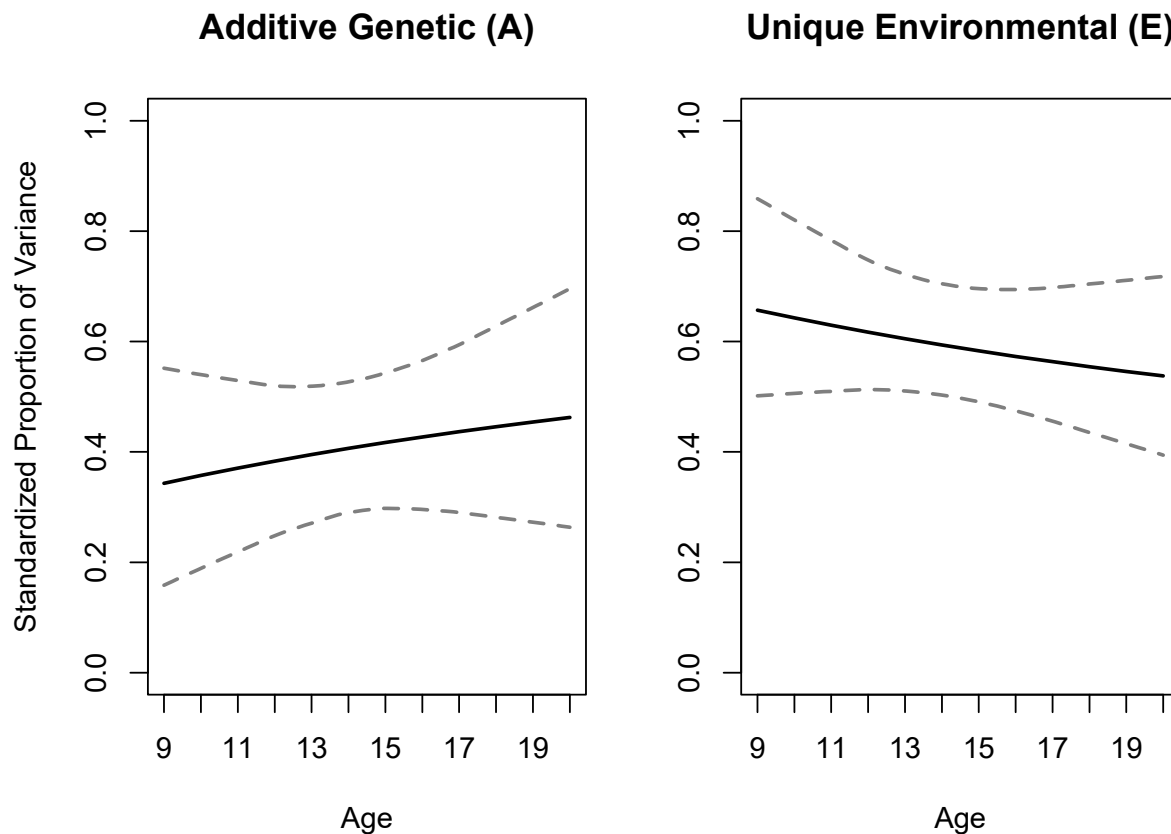 Additive Genetic (A)
Unique Environmental (E)
Standardized Proportion of Variance
1.0
0.8
0.6
0.4
0.2
0.0
9 11 13 15 17 19
Age
1.0
0.8
0.6
0.4
0.2
0.0
9 11 13 15 17 19
Age